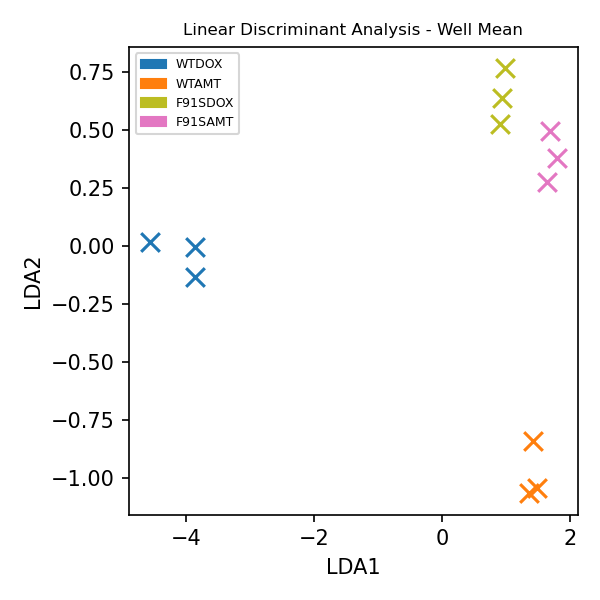 Linear Discriminant Analysis - Well Mean
WTDOX
WTAMT
F91SDOX
F91SAMT
0.75
0.50
0.25
0.00
−0.25
−0.50
−0.75
−1.00
LDA2
−4
−2
0
2
LDA1